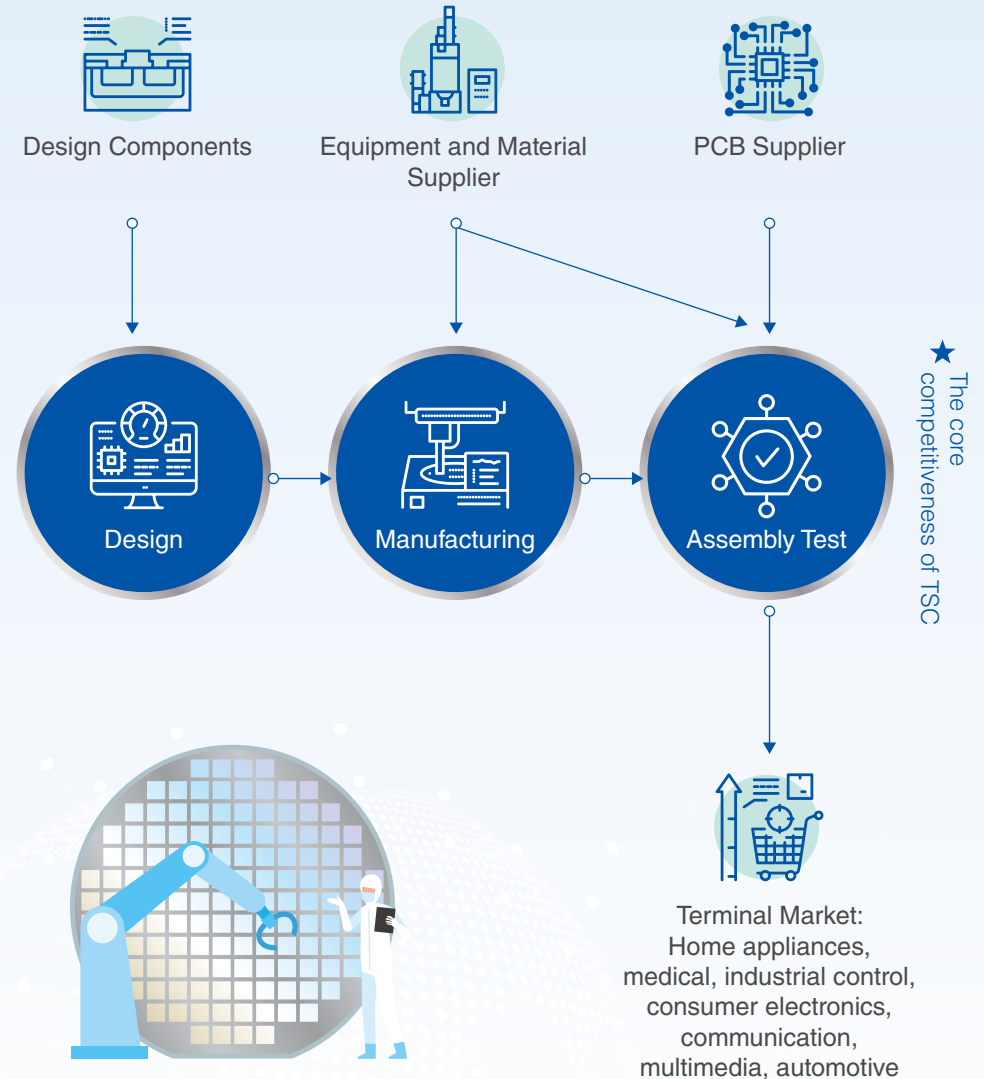 Design Components
Equipment and Material
Supplier
PCB Supplier
Design
Manufacturing
Assembly Test
★ The core
competitiveness of TSC
Terminal Market:
Home appliances,
medical, industrial control,
consumer electronics,
communication,
multimedia, automotive